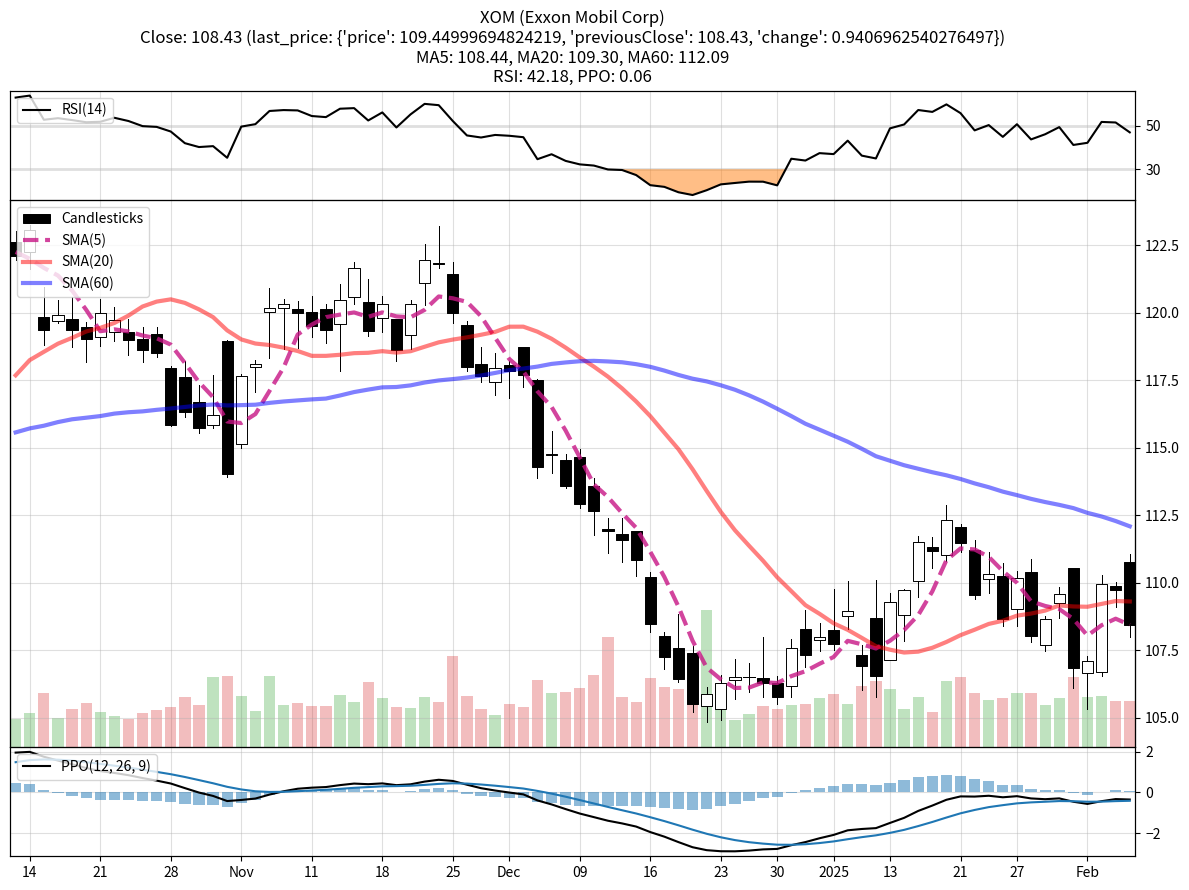 XOM (Exxon Mobil Corp)
Close: 108.43 (last_price: {'price': 109.44999694824219, 'previousClose': 108.43, 'change': 0.9406962540276497})
MA5: 108.44, MA20: 109.30, MA60: 112.09
RSI: 42.18, PPO: 0.06
RSI(14)
50
30
Candlesticks
SMA(5)
SMA(20)
SMA(60)
122.5
120.0
117.5
115.0
112.5
110.0
107.5
105.0
PPO(12, 26, 9)
2
0
−2
14 21 28 Nov 11 18 25 Dec 09 16 23 30 2025 13 21 27 Feb